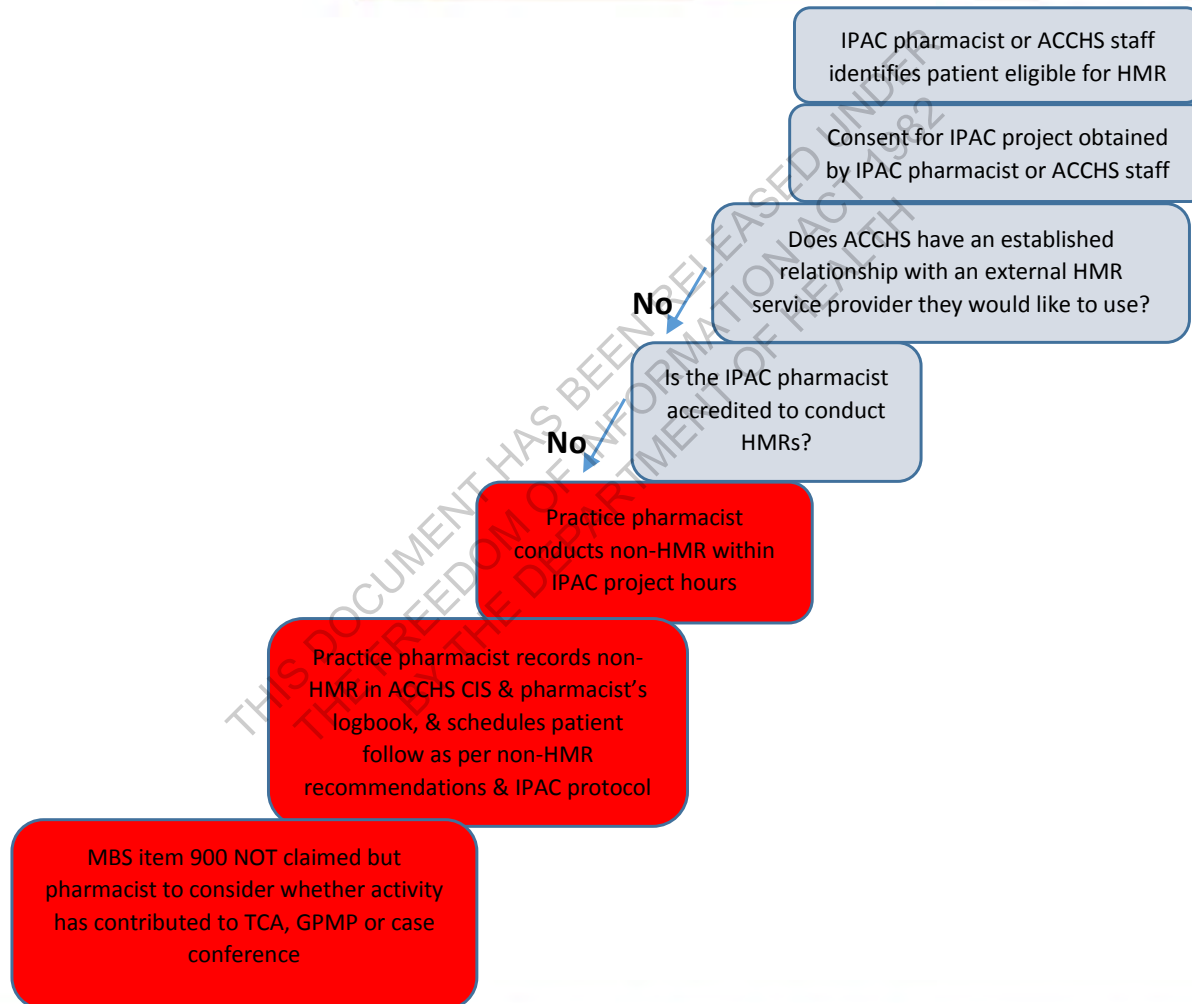 IPAC pharmacist or ACCHS staff
identifies patient eligible for HMR
Consent for IPAC project obtained
by IPAC pharmacist or ACCHS staff
Does ACCHS have an established
relationship with an external HMR
service provider they would like to use?
No
Is the IPAC pharmacist
accredited to conduct
HMRs?
No
Practice pharmacist
conducts non-HMR within
IPAC project hours
Practice pharmacist records non-
HMR in ACCHS CIS & pharmacist's
logbook, & schedules patient
follow as per non-HMR
recommendations & IPAC protocol
MBS item 900 NOT claimed but
pharmacist to consider whether activity
has contributed to TCA, GPMP or case
conference
THIS DOCUMENT HAS BEEN RELEASED UNDER
THE FREEDOM OF INFORMATION ACT 1982
BY THE DEPARTMENT OF HEALTH